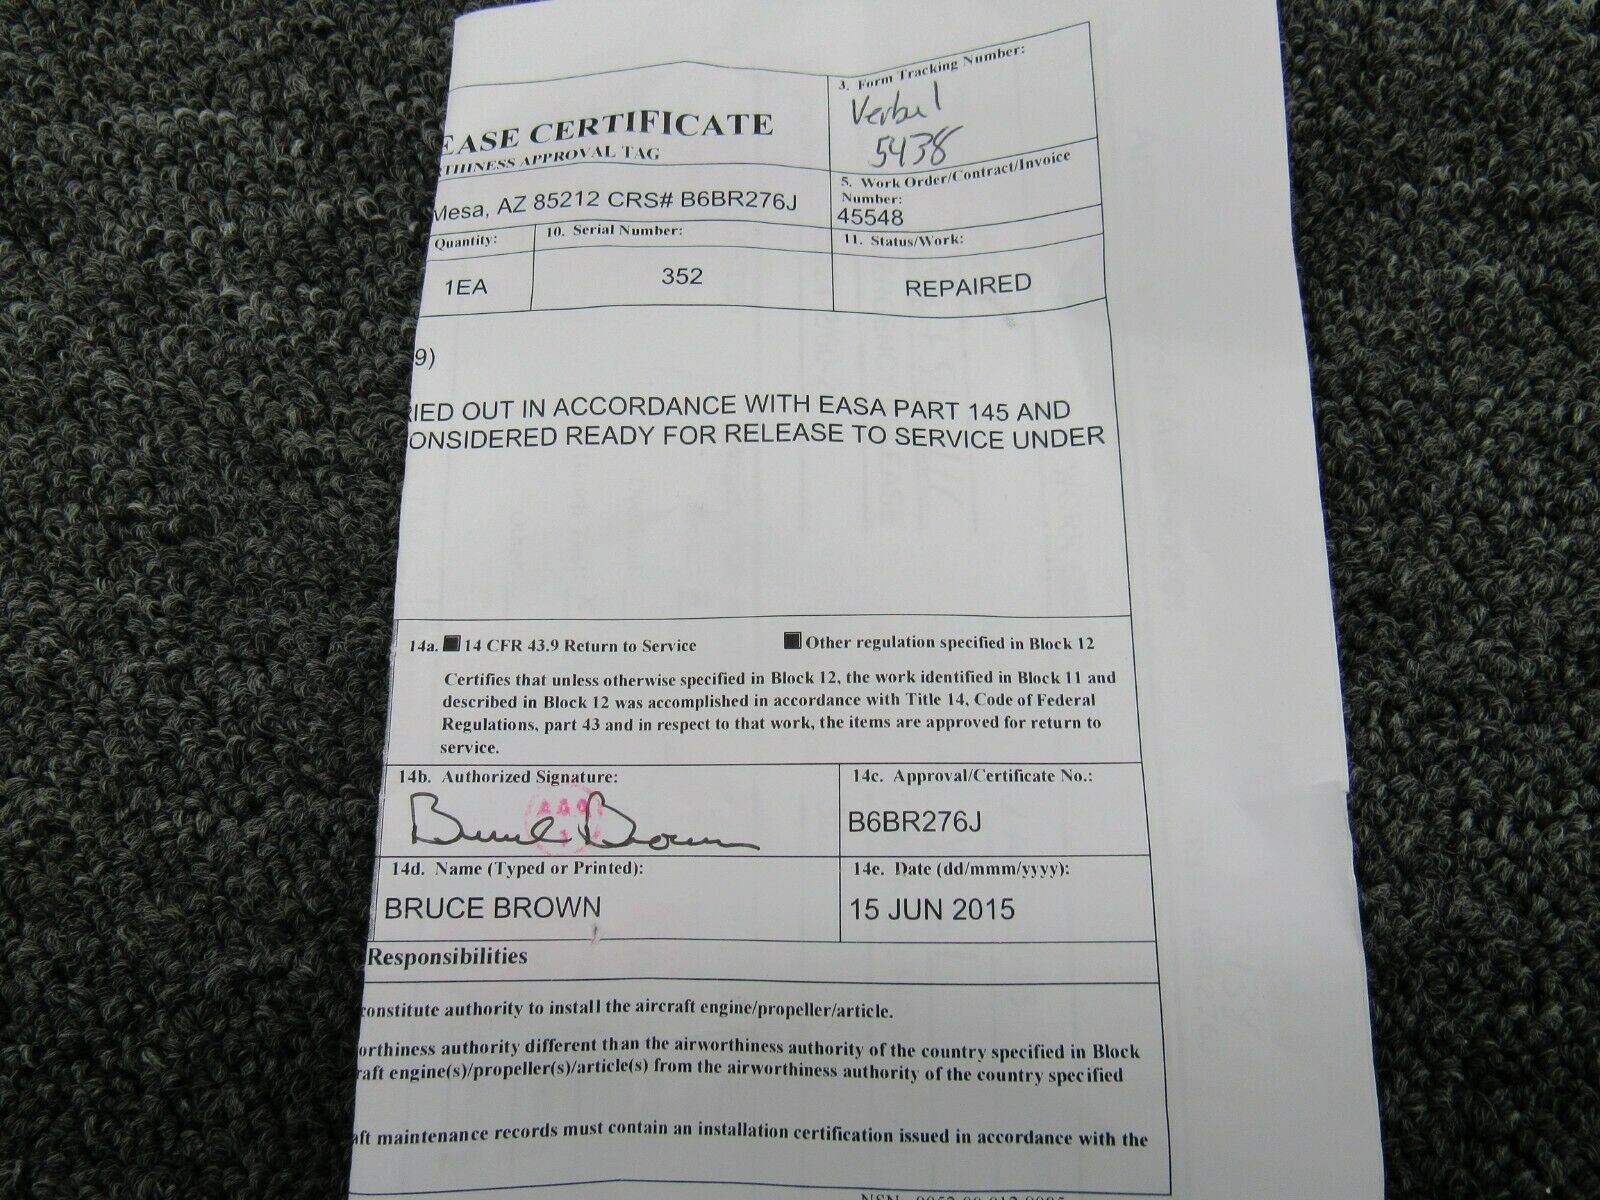 3. Form Tracking Number:
Verbal
5438
EASE CERTIFICATE
THINESS APPROVAL TAG
Mesa, AZ 85212 CRS# B6BR276J
5. Work Order/Contract/Invoice
Number:
45548
Quantity:
10. Serial Number:
11. Status/Work:
1EA
352
REPAIRED
9)
RIED OUT IN ACCORDANCE WITH EASA PART 145 AND
ONSIDERED READY FOR RELEASE TO SERVICE UNDER
14a. ■ 14 CFR 43.9 Return to Service ■ Other regulation specified in Block 12
Certifies that unless otherwise specified in Block 12, the work identified in Block 11 and
described in Block 12 was accomplished in accordance with Title 14, Code of Federal
Regulations, part 43 and in respect to that work, the items are approved for return to
service.
14b. Authorized Signature:
14c. Approval/Certificate No.:
Bruce Brown
B6BR276J
14d. Name (Typed or Printed):
14e. Date (dd/mmm/yyyy):
BRUCE BROWN
15 JUN 2015
Responsibilities
constitute authority to install the aircraft engine/propeller/article.
orthiness authority different than the airworthiness authority of the country specified in Block
raft engine(s)/propeller(s)/article(s) from the airworthiness authority of the country specified
aft maintenance records must contain an installation certification issued in accordance with the